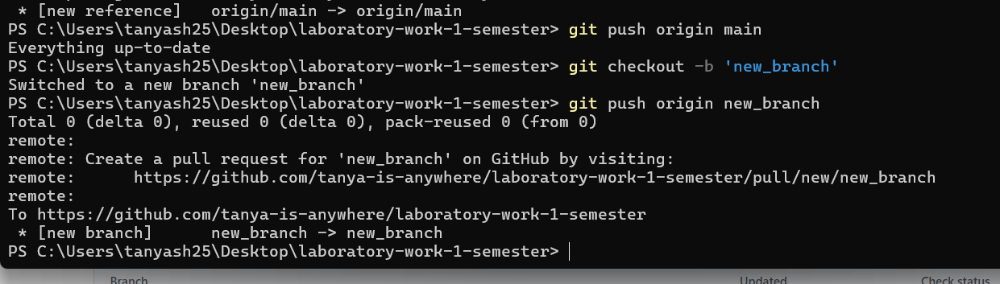 * [new reference]   origin/main -> origin/main
PS C:\Users\tanyash25\Desktop\laboratory-work-1-semester> git push origin main
Everything up-to-date
PS C:\Users\tanyash25\Desktop\laboratory-work-1-semester> git checkout -b 'new_branch'
Switched to a new branch 'new_branch'
PS C:\Users\tanyash25\Desktop\laboratory-work-1-semester> git push origin new_branch
Total 0 (delta 0), reused 0 (delta 0), pack-reused 0 (from 0)
remote:
remote: Create a pull request for 'new_branch' on GitHub by visiting:
remote:      https://github.com/tanya-is-anywhere/laboratory-work-1-semester/pull/new/new_branch
remote:
To https://github.com/tanya-is-anywhere/laboratory-work-1-semester
 * [new branch]      new_branch -> new_branch
PS C:\Users\tanyash25\Desktop\laboratory-work-1-semester>
Branch Updated Check status